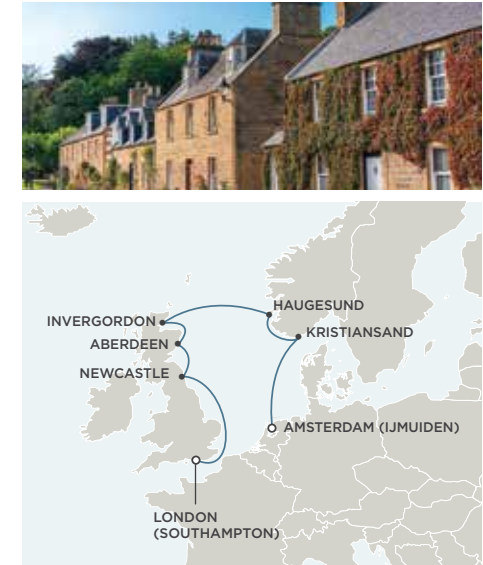 HAUGESUND
INVERGORDON
KRISTIANSAND
ABERDEEN
NEWCASTLE
AMSTERDAM (IJMUIDEN)
LONDON
(SOUTHAMPTON)